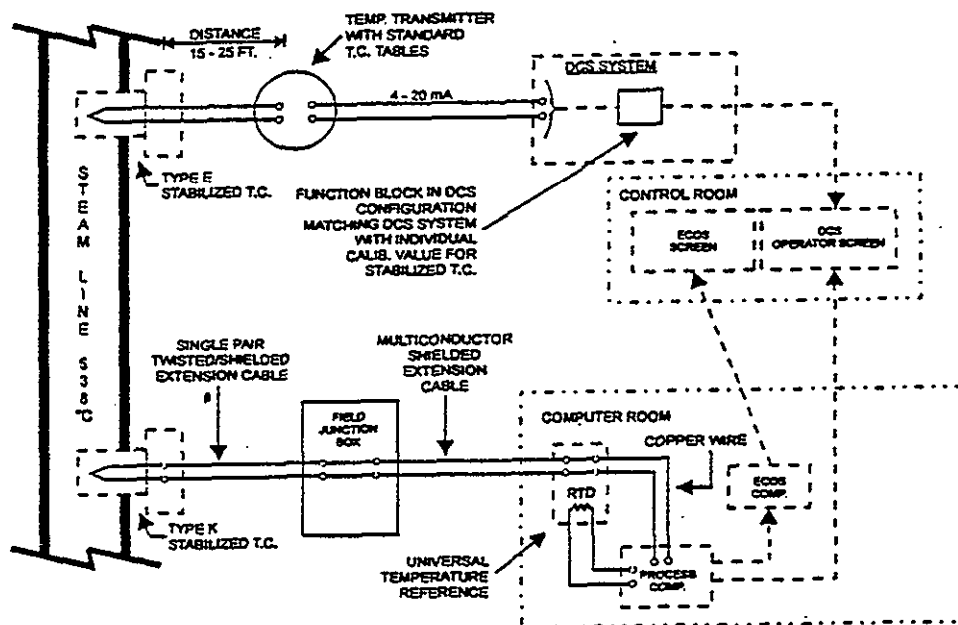 DISTANCE
15 - 25 FT.
TEMP. TRANSMITTER
WITH STANDARD
T.C. TABLES
4 - 20 mA
DCS SYSTEM
TYPE E
STABILIZED T.C.
FUNCTION BLOCK IN DCS
CONFIGURATION
MATCHING DCS SYSTEM
WITH INDIVIDUAL
CALIB. VALUE FOR
STABILIZED T.C.
CONTROL ROOM
ECOS
SCREEN
DCS
OPERATOR SCREEN
STEAM LINE 538°C
SINGLE PAIR
TWISTED/SHIELDED
EXTENSION CABLE
MULTICONDUCTOR
SHIELDED
EXTENSION
CABLE
FIELD
JUNCTION
BOX
COMPUTER ROOM
COPPER WIRE
RTD
ECOS
COMP.
TYPE K
STABILIZED T.C.
UNIVERSAL
TEMPERATURE
REFERENCE
PROCESS
COMP.